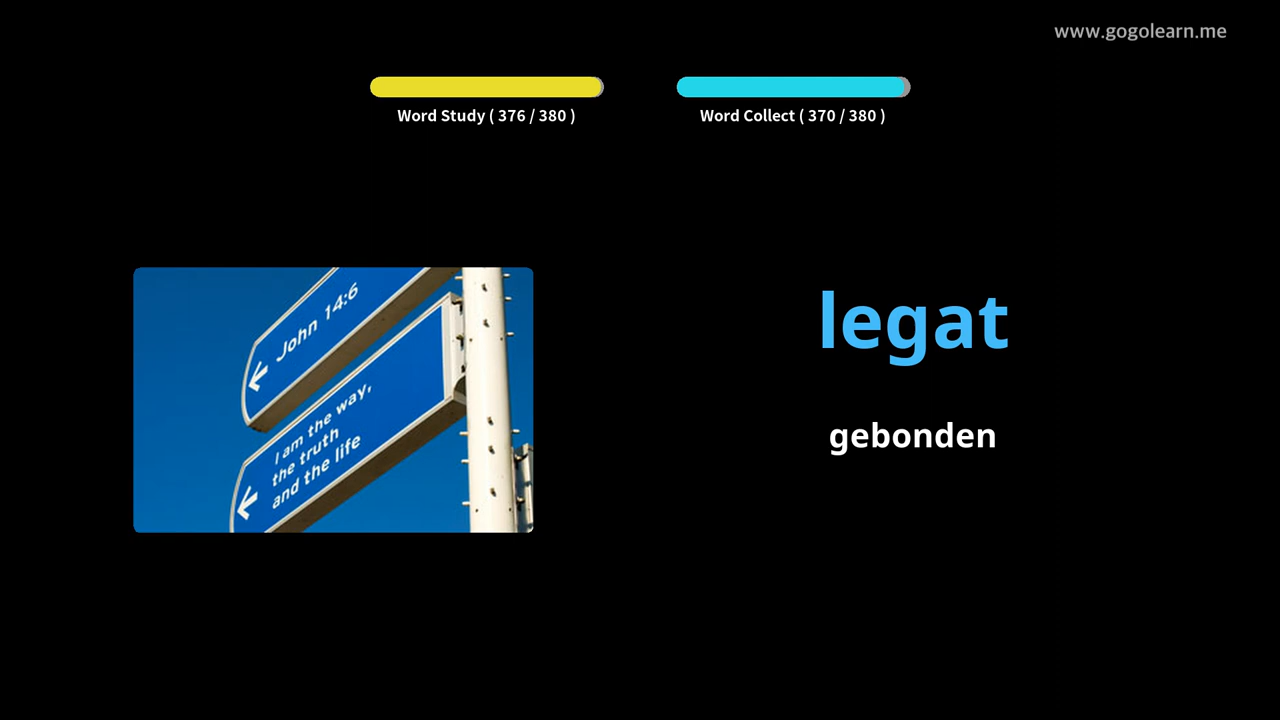 www.gogolearn.me
Word Study ( 376 / 380 )
Word Collect ( 370 / 380 )
John 14:6
I am the way,
the truth
and the life
legat
gebonden